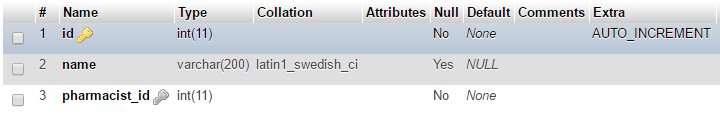 # Name Type Collation Attributes Null Default Comments Extra
1 id int(11) No None AUTO_INCREMENT
2 name varchar(200) latin1_swedish_ci Yes NULL
3 pharmacist_id int(11) No None